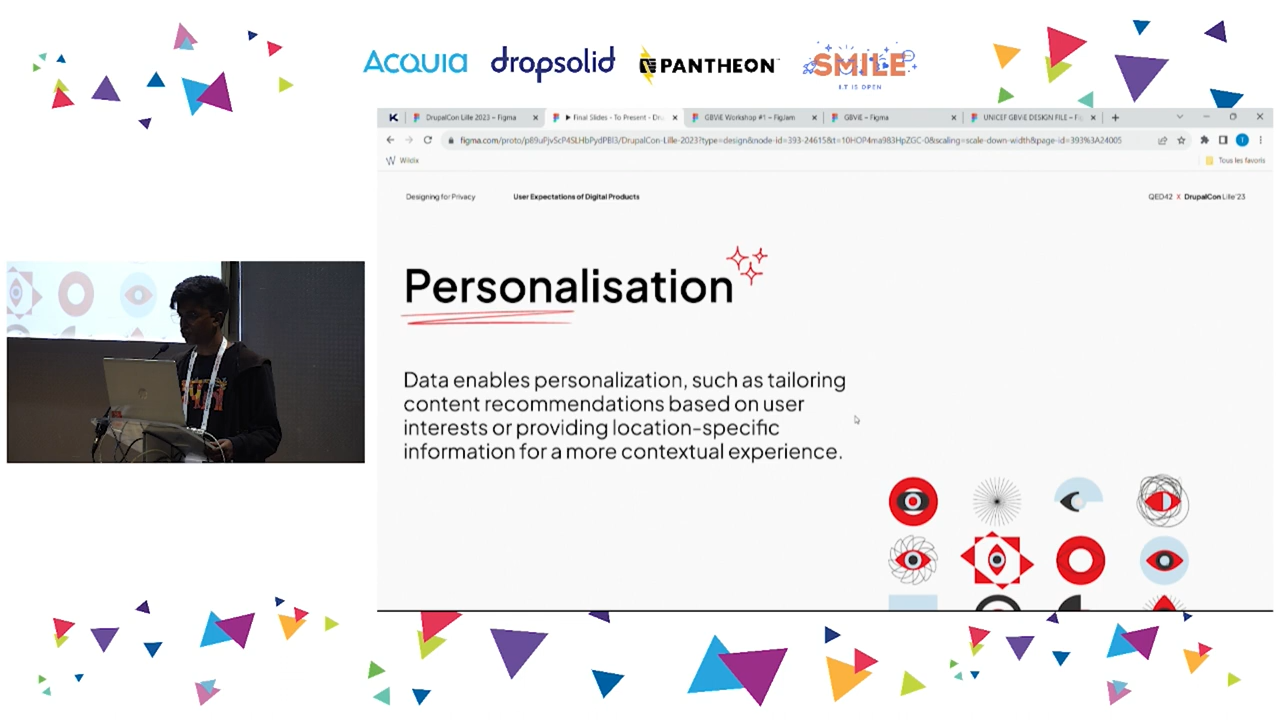 ACQUIA dropsolid PANTHEON SMILE
I.T IS OPEN
DrupalCon Lille 2023 – Figma
Final Slides - To Present - Dru
GBViE Workshop #1 – FigJam
GBViE – Figma
UNICEF GBViE DESIGN FILE – Fig
Wildix
Tous les favoris
Designing for Privacy
User Expectations of Digital Products
QED42 X DrupalCon Lille'23
Personalisation
Data enables personalization, such as tailoring
content recommendations based on user
interests or providing location-specific
information for a more contextual experience.